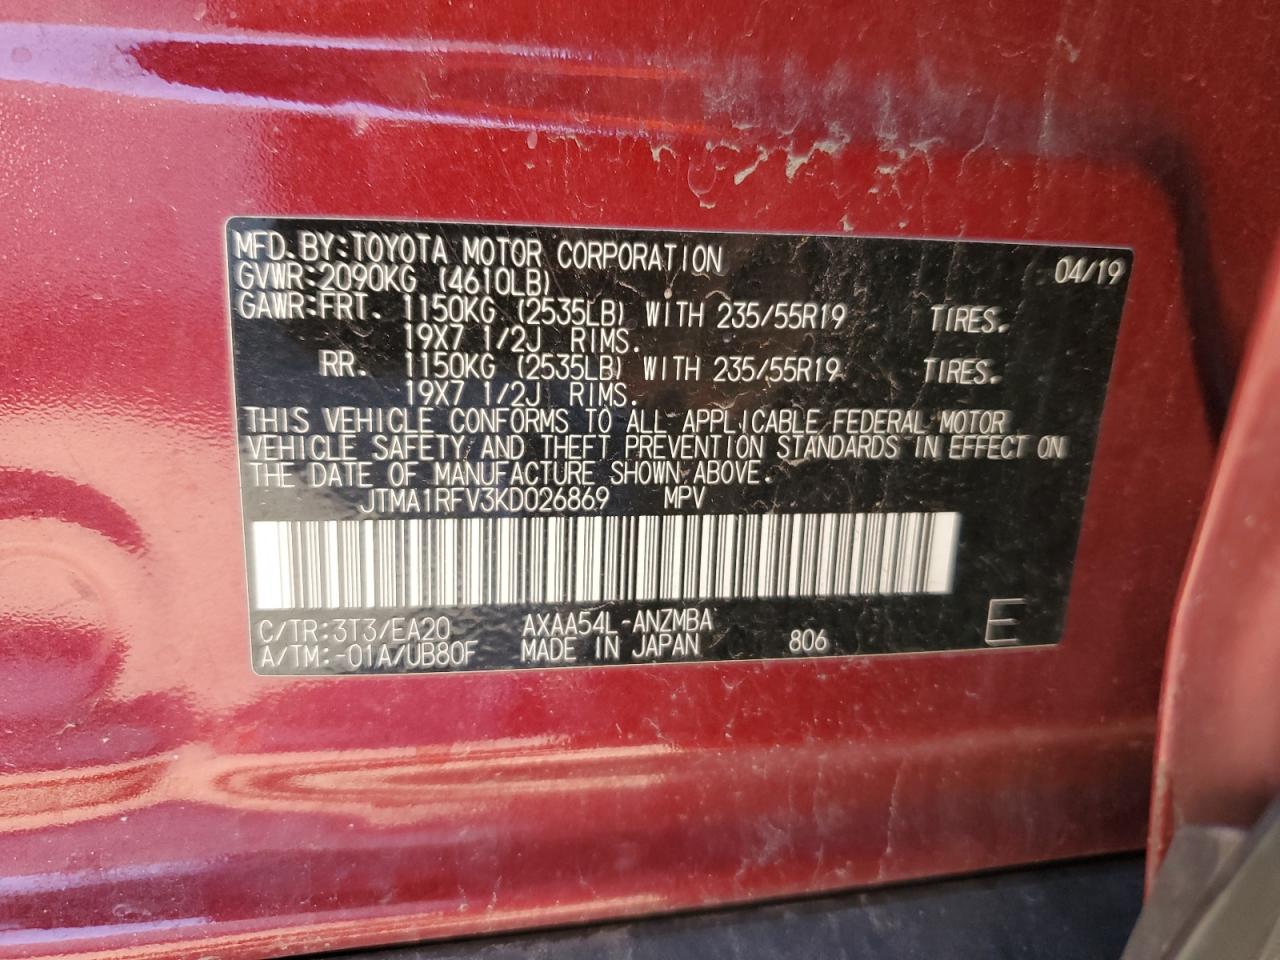 MFD.BY:TOYOTA MOTOR CORPORATION 04/19
GVWR:2090KG (4610LB)
GAWR:FRT. 1150KG (2535LB) WITH 235/55R19 TIRES.
19X7 1/2J RIMS.
RR. 1150KG (2535LB) WITH 235/55R19 TIRES.
19X7 1/2J RIMS.
THIS VEHICLE CONFORMS TO ALL APPLICABLE FEDERAL MOTOR
VEHICLE SAFETY AND THEFT PREVENTION STANDARDS IN EFFECT ON
THE DATE OF MANUFACTURE SHOWN ABOVE.
JTMA1RFV3KD026869 MPV
C/TR:3T3/EA20 AXAA54L-ANZMBA
A/TM:-01A/UB80F MADE IN JAPAN 806 E